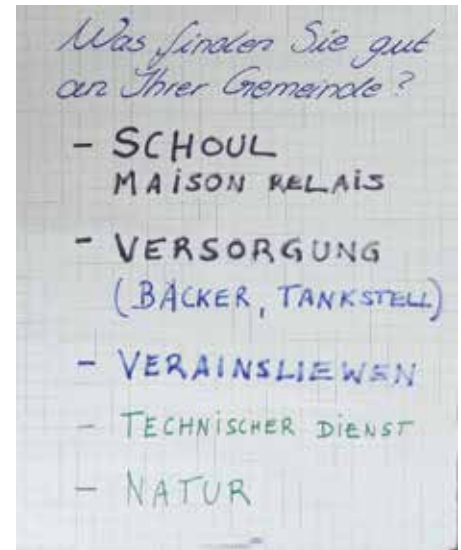 Was finden Sie gut
an Ihrer Gemeinde?
- SCHOUL
MAISON RELAIS
- VERSORGUNG
(BÄCKER, TANKSTELL)
- VERAINSLIEWEN
- TECHNISCHER DIENST
- NATUR